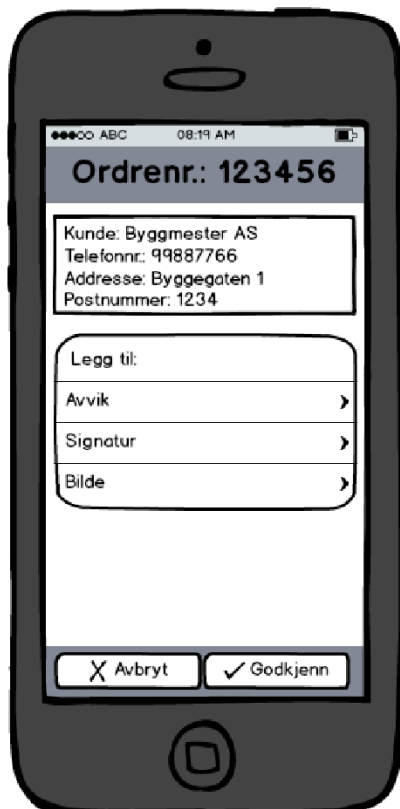 ABC 08:19 AM
Ordrenr.: 123456
Kunde: Byggmester AS
Telefonnr.: 99887766
Addresse: Byggegaten 1
Postnummer: 1234
Legg til:
Avvik
Signatur
Bilde
X Avbryt ✓ Godkjenn